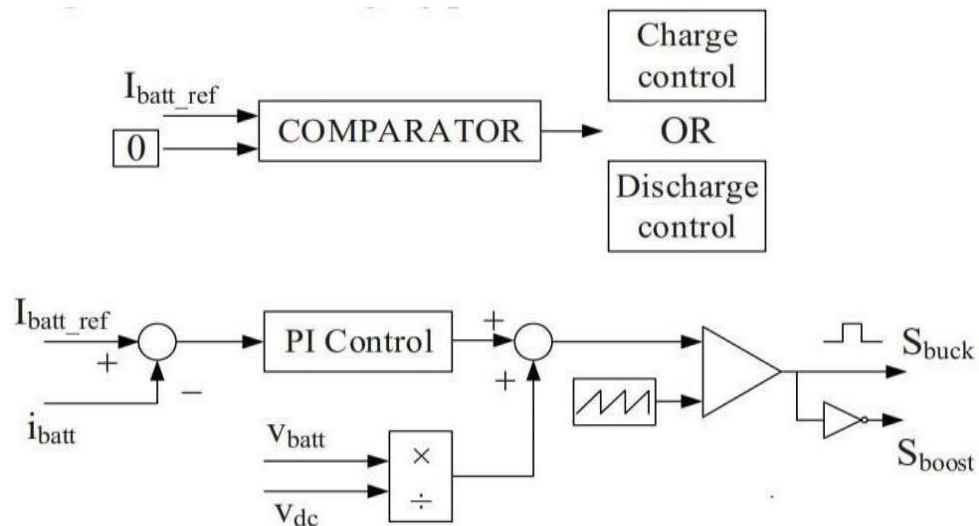 Charge
control
I_batt_ref
COMPARATOR
OR
0
Discharge
control
I_batt_ref
+
−
i_batt
PI Control
+
+
v_batt
×
÷
v_dc
S_buck
S_boost